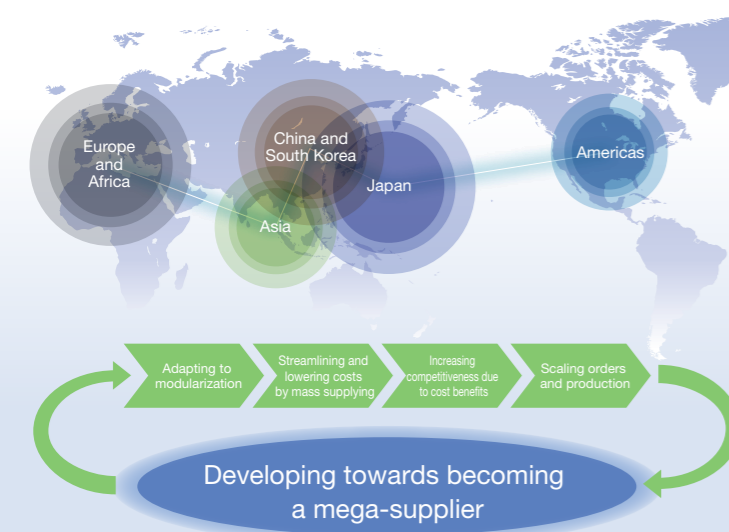 Europe
and
Africa
China and
South Korea
Asia
Japan
Americas
Adapting to
modularization
Streamlining and
lowering costs
by mass supplying
Increasing
competitiveness due
to cost benefits
Scaling orders
and production
Developing towards becoming
a mega-supplier